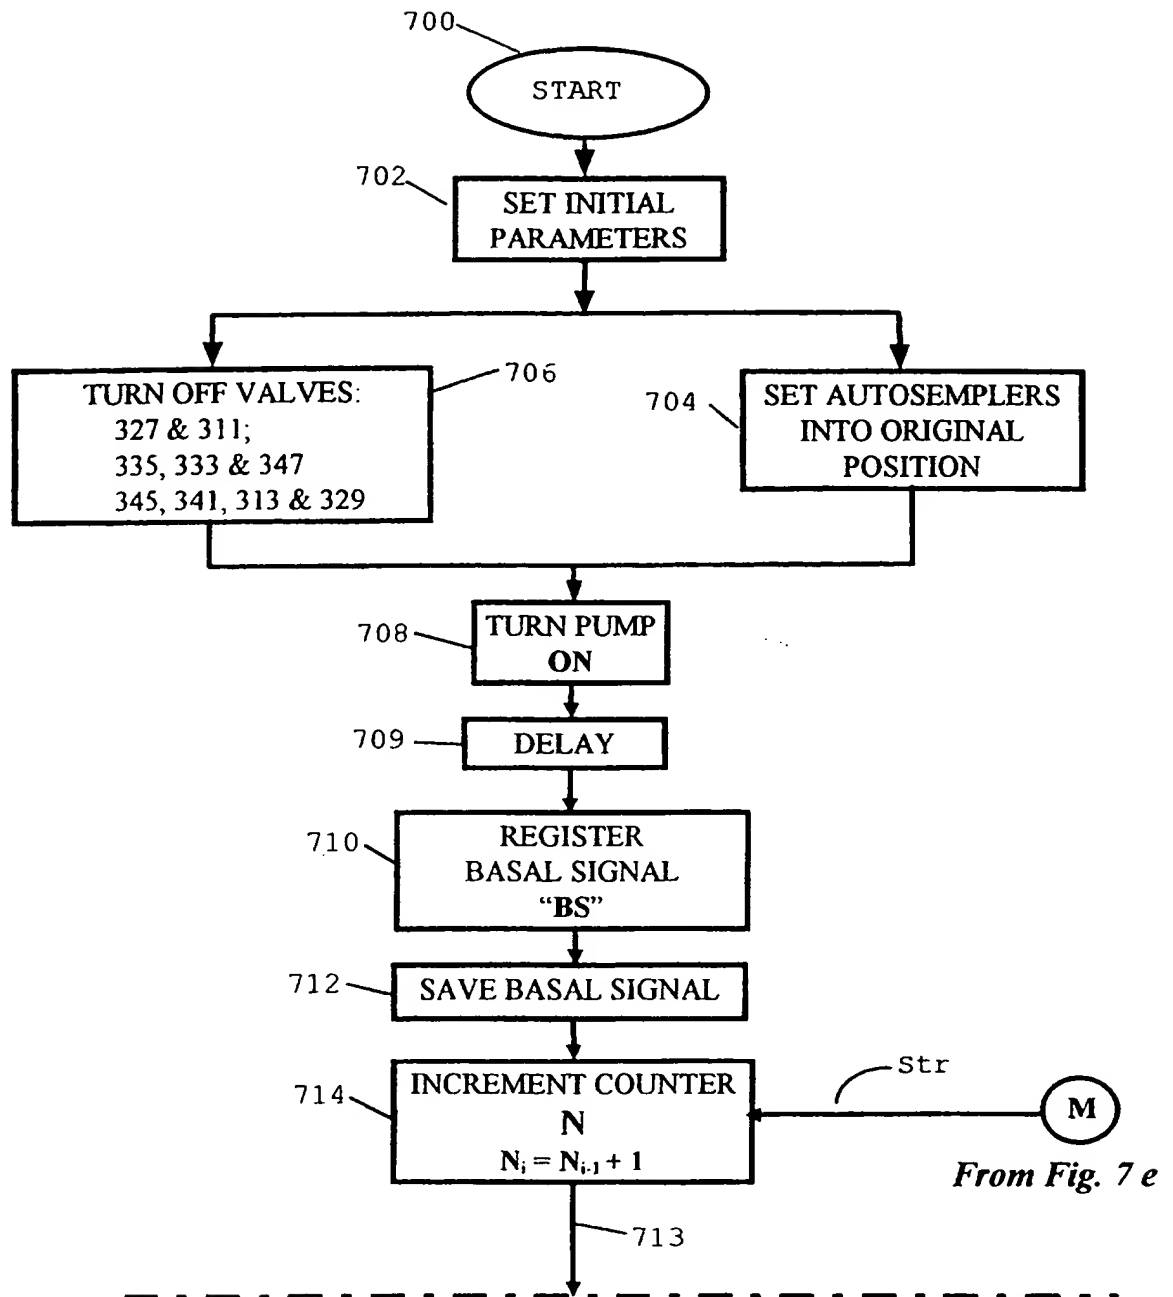 700
START
702
SET INITIAL
PARAMETERS
706
TURN OFF VALVES:
327 & 311;
335, 333 & 347
345, 341, 313 & 329
704
SET AUTOSEMPLERS
INTO ORIGINAL
POSITION
708
TURN PUMP
ON
709
DELAY
710
REGISTER
BASAL SIGNAL
“BS”
712
SAVE BASAL SIGNAL
714
INCREMENT COUNTER
N
Nᵢ = Nᵢ₋₁ + 1
Str
M
From Fig. 7 e
713